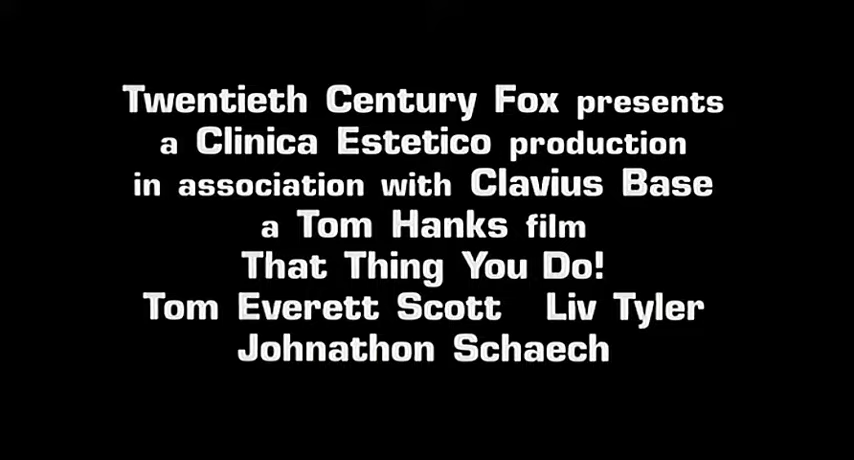 Twentieth Century Fox presents
a Clinica Estetico production
in association with Clavius Base
a Tom Hanks film
That Thing You Do!
Tom Everett Scott Liv Tyler
Johnathon Schaech